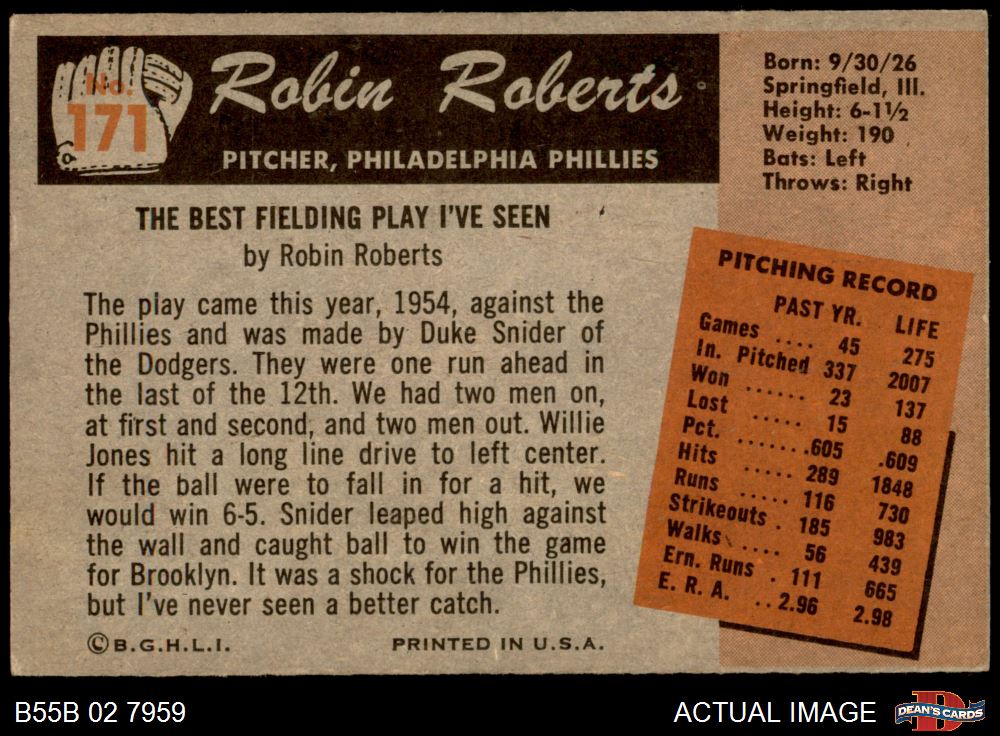 No.
171
Robin Roberts
PITCHER, PHILADELPHIA PHILLIES
Born: 9/30/26
Springfield, Ill.
Height: 6-1½
Weight: 190
Bats: Left
Throws: Right
THE BEST FIELDING PLAY I'VE SEEN
by Robin Roberts
The play came this year, 1954, against the
Phillies and was made by Duke Snider of
the Dodgers. They were one run ahead in
the last of the 12th. We had two men on,
at first and second, and two men out. Willie
Jones hit a long line drive to left center.
If the ball were to fall in for a hit, we
would win 6-5. Snider leaped high against
the wall and caught ball to win the game
for Brooklyn. It was a shock for the Phillies,
but I've never seen a better catch.
© B.G.H.L.I. PRINTED IN U.S.A.
PITCHING RECORD
PAST YR. LIFE
Games .... 45 275
In. Pitched 337 2007
Won ...... 23 137
Lost ..... 15 88
Pct. .......605 .609
Hits ..... 289 1848
Runs ..... 116 730
Strikeouts . 185 983
Walks .... 56 439
Ern. Runs . 111 665
E. R. A. .. 2.96 2.98
B55B 02 7959
ACTUAL IMAGE
D
DEAN'S CARDS